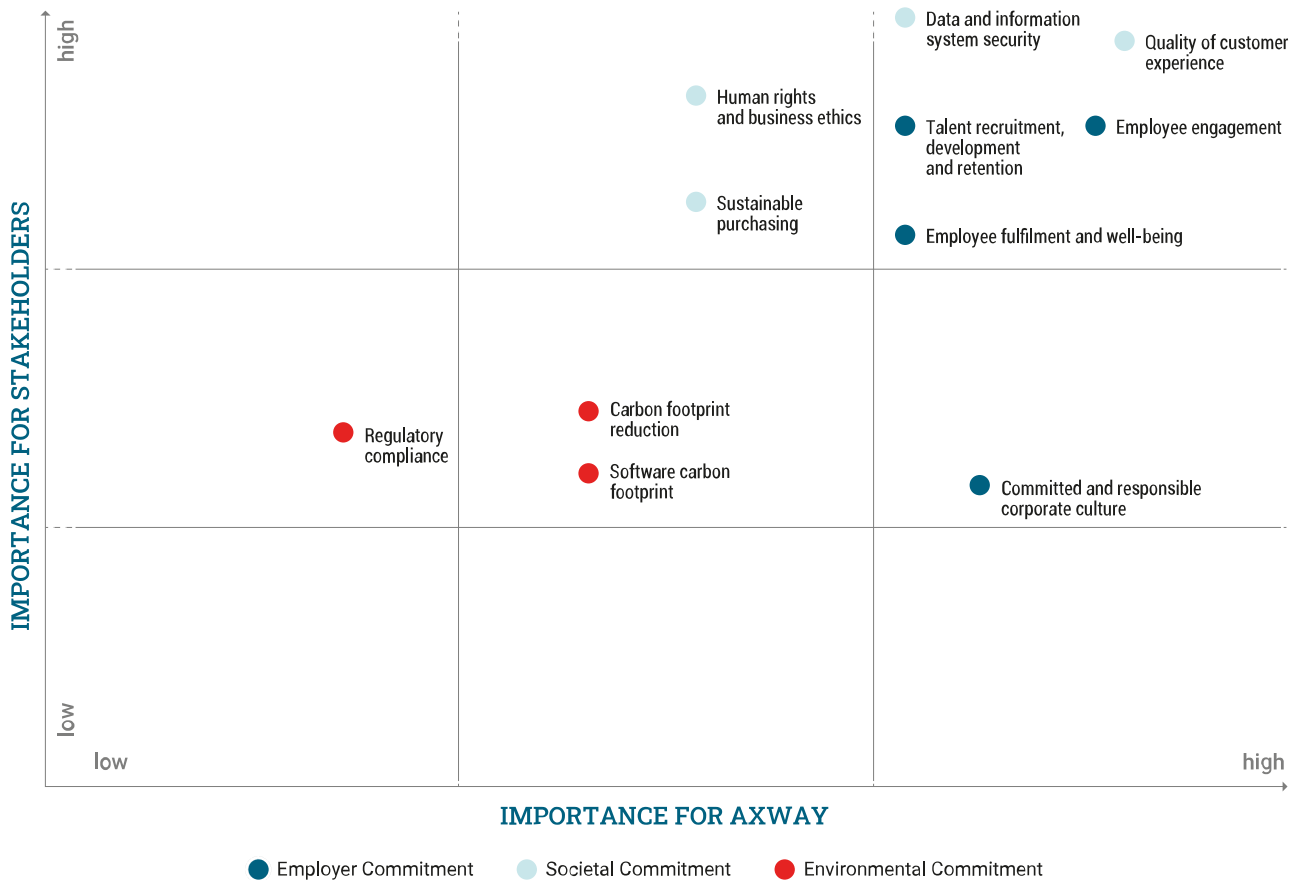 high
Data and information
system security
Quality of customer
experience
Human rights
and business ethics
Talent recruitment,
development
and retention
Employee engagement
Sustainable
purchasing
Employee fulfilment and well-being
IMPORTANCE FOR STAKEHOLDERS
Carbon footprint
reduction
Regulatory
compliance
Software carbon
footprint
Committed and responsible
corporate culture
low
low
high
IMPORTANCE FOR AXWAY
Employer Commitment
Societal Commitment
Environmental Commitment